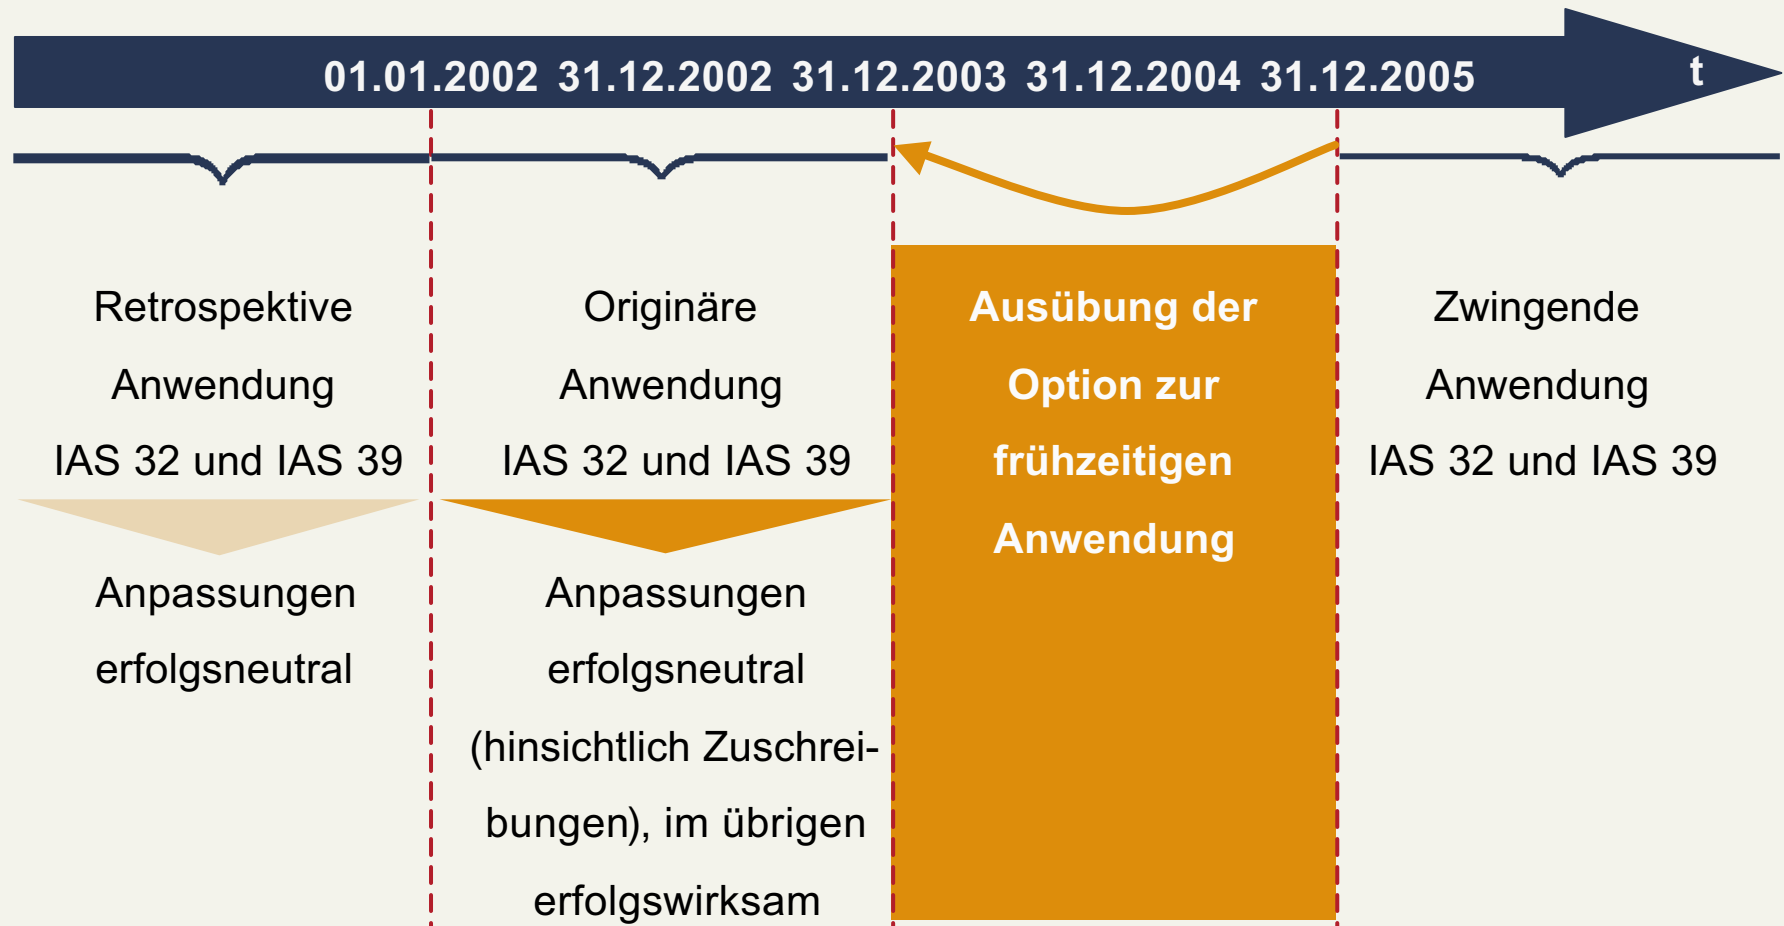 01.01.2002 31.12.2002 31.12.2003 31.12.2004 31.12.2005 t
Retrospektive
Anwendung
IAS 32 und IAS 39
Anpassungen
erfolgsneutral
Originäre
Anwendung
IAS 32 und IAS 39
Anpassungen
erfolgsneutral
(hinsichtlich Zuschrei-
bungen), im übrigen
erfolgswirksam
Ausübung der
Option zur
frühzeitigen
Anwendung
Zwingende
Anwendung
IAS 32 und IAS 39